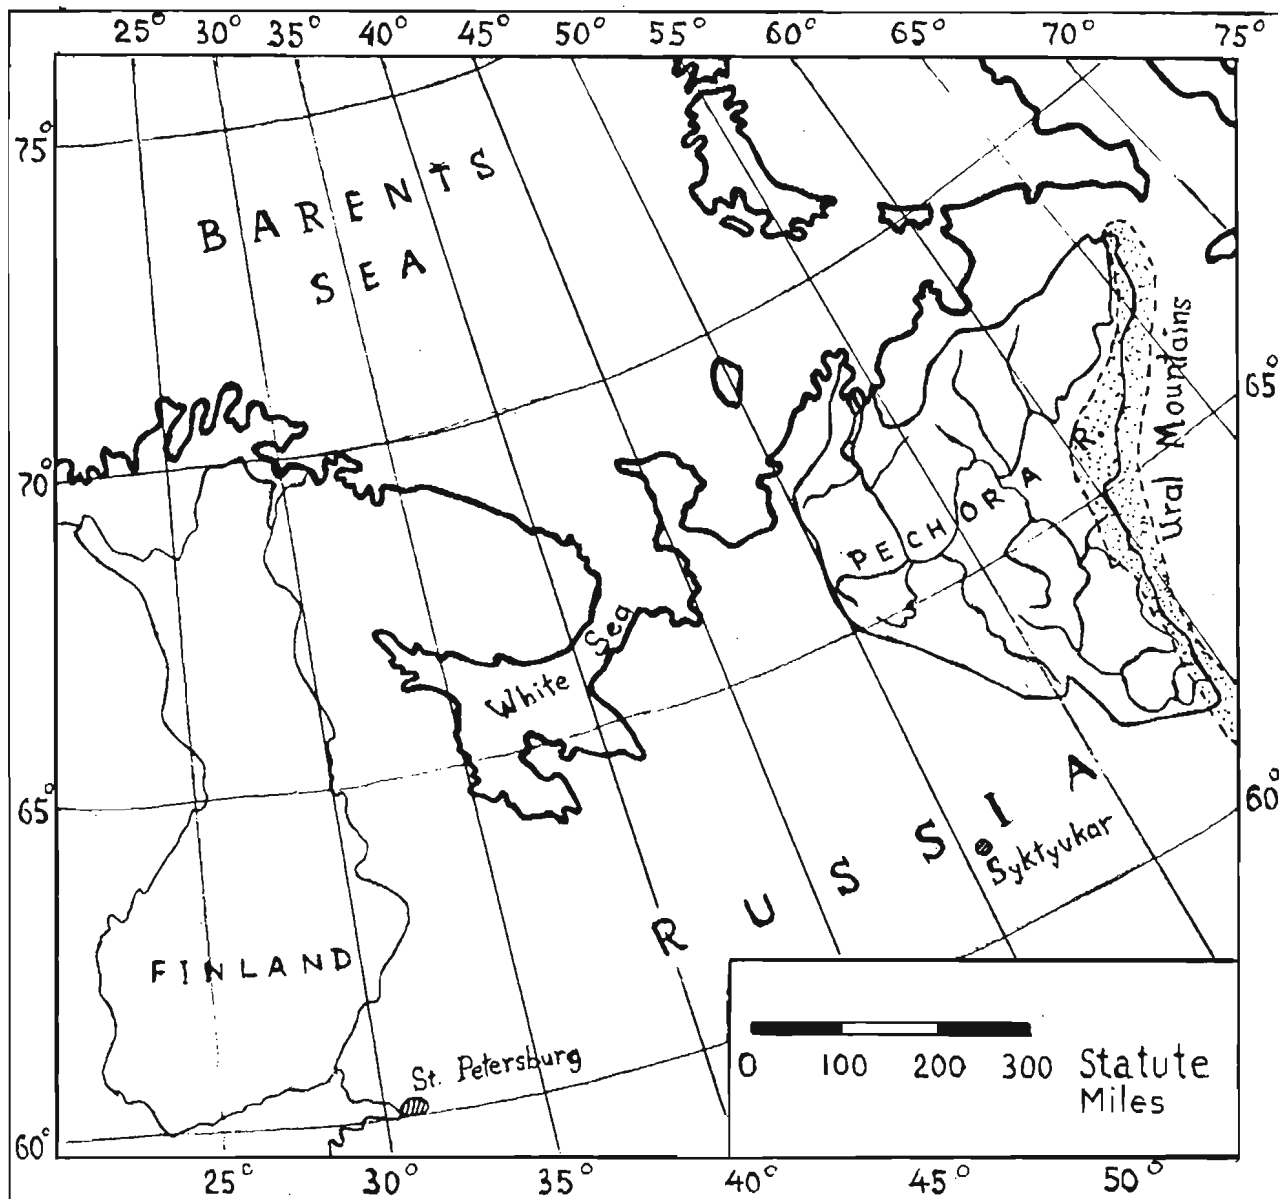 25° 30° 35° 40° 45° 50° 55° 60° 65° 70° 75°
75°
BARENTS
SEA
Ural Mountains
65°
70°
R.
PECHORA
Sea
White
65°
60°
RUSSIA
Syktyvkar
FINLAND
St. Petersburg
0 100 200 300 Statute
Miles
60°
25° 30° 35° 40° 45° 50°